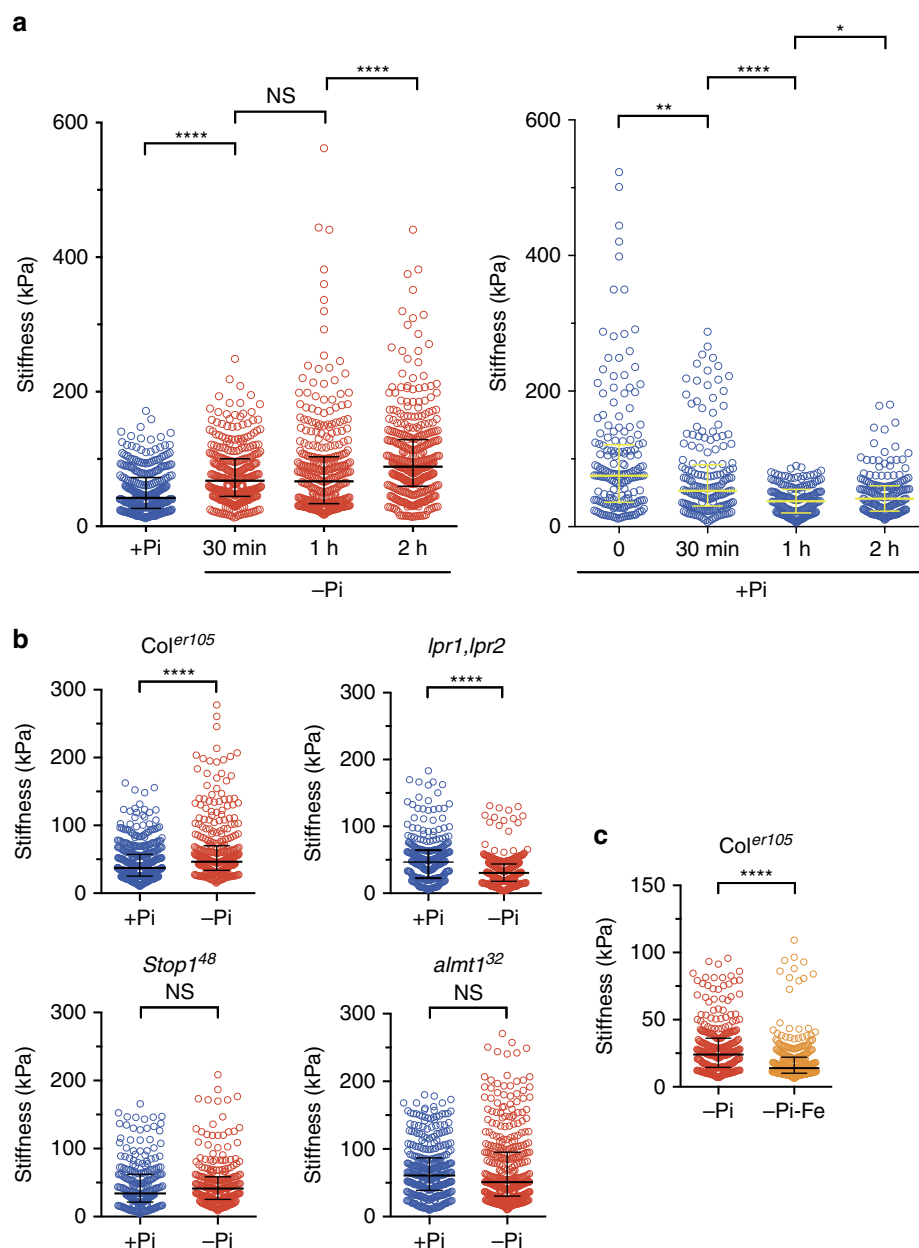 a
**** NS ****
** **** *
Stiffness (kPa)
600
400
200
0
+Pi 30 min 1 h 2 h
–Pi
Stiffness (kPa)
600
400
200
0
0 30 min 1 h 2 h
+Pi
b
Col^er105
****
Stiffness (kPa)
300
200
100
50
0
+Pi –Pi
lpr1,lpr2
****
Stiffness (kPa)
300
200
100
50
0
+Pi –Pi
Stop1^48
NS
Stiffness (kPa)
300
200
100
50
0
+Pi –Pi
almt1^32
NS
Stiffness (kPa)
300
200
100
50
0
+Pi –Pi
c
Col^er105
****
Stiffness (kPa)
150
100
50
0
–Pi –Pi-Fe